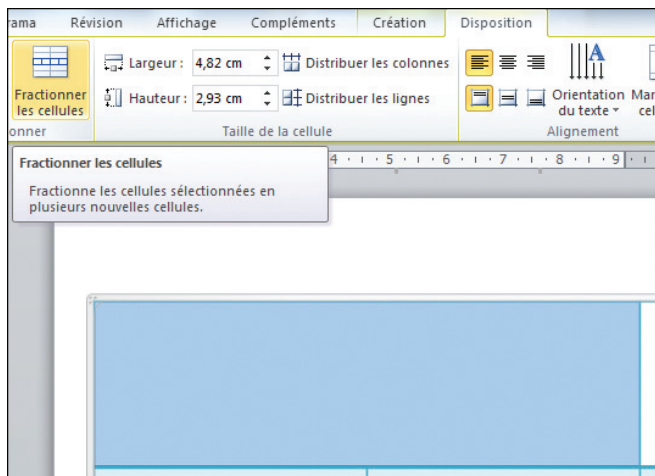 rama Révision Affichage Compléments Création Disposition
Fractionner les cellules
Largeur : 4,82 cm Distribuer les colonnes
Hauteur : 2,93 cm Distribuer les lignes
Orientation du texte
Mar cel
onner Taille de la cellule Alignement
4 5 6 7 8 9
Fractionner les cellules
Fractionne les cellules sélectionnées en
plusieurs nouvelles cellules.